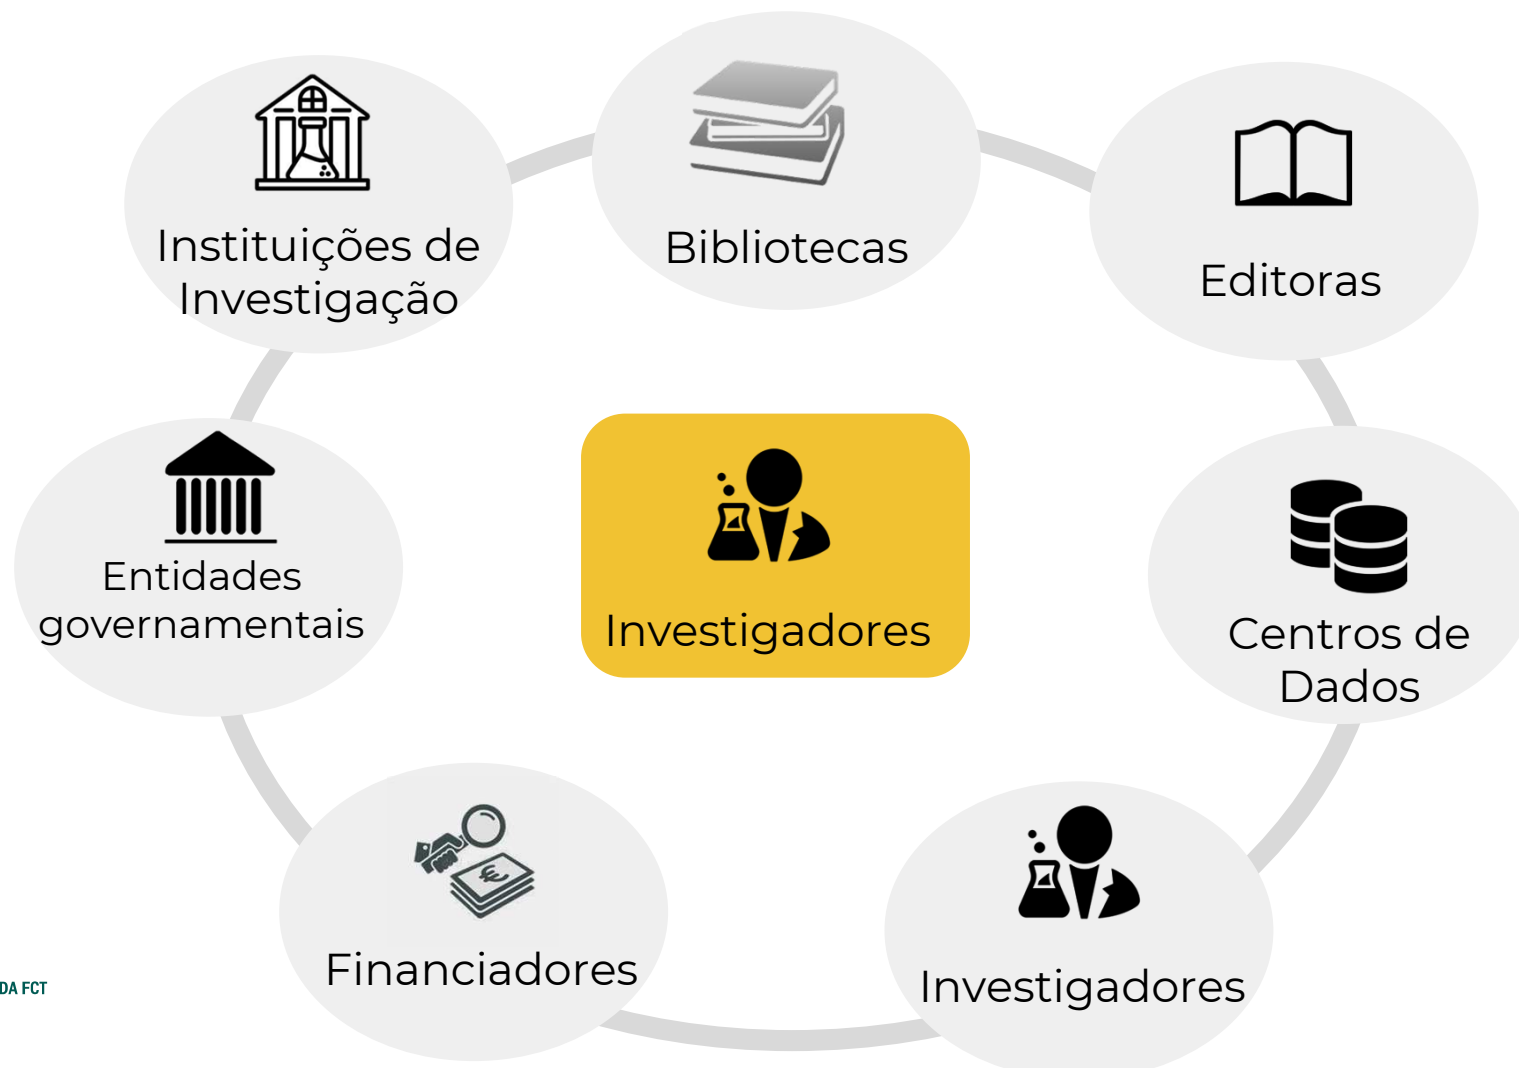 Instituições de
Investigação
Bibliotecas
Editoras
Entidades
governamentais
Investigadores
Centros de
Dados
Financiadores
Investigadores
DA FCT